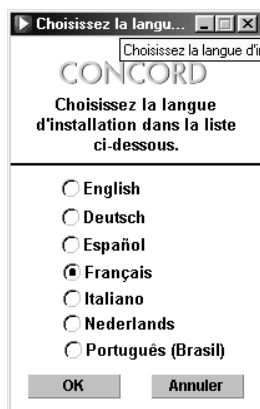 Choisissez la langu...
Choisissez la langue d'i
CONCORD
Choisissez la langue
d'installation dans la liste
ci-dessous.
English
Deutsch
Español
Français
Italiano
Nederlands
Português (Brasil)
OK
Annuler